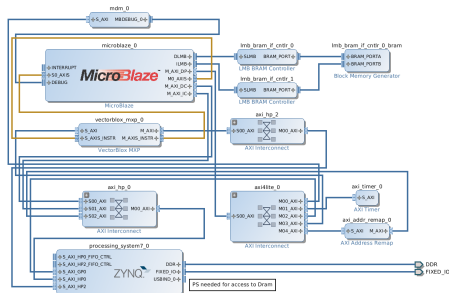 mdm_0
S_AXI
MBDEBUG_0
microblaze_0
INTERRUPT
S0_AXIS
DEBUG
MicroBlaze
DLMB
ILMB
M_AXI_DP
M0_AXIS
M_AXI_DC
M_AXI_IC
MicroBlaze
lmb_bram_if_cntlr_0
SLMB
BRAM_PORT
LMB BRAM Controller
lmb_bram_if_cntlr_1
SLMB
BRAM_PORT
LMB BRAM Controller
lmb_bram_if_cntlr_0_bram
BRAM_PORTA
BRAM_PORTB
Block Memory Generator
vectorblox_mxp_0
S_AXI
S_AXIS_INSTR
M_AXI
M_AXIS_INSTR
VectorBlox MXP
axi_hp_2
S00_AXI
M00_AXI
AXI Interconnect
axi_hp_0
S00_AXI
S01_AXI
S02_AXI
M00_AXI
AXI Interconnect
axi4lite_0
S00_AXI
M00_AXI
M01_AXI
M02_AXI
M03_AXI
M04_AXI
AXI Interconnect
axi_timer_0
S_AXI
AXI Timer
axi_addr_remap_0
S_AXI
M_AXI
AXI Address Remap
processing_system7_0
S_AXI_HP0_FIFO_CTRL
S_AXI_HP2_FIFO_CTRL
S_AXI_GP0
S_AXI_HP0
S_AXI_HP2
ZYNQ
DDR
FIXED_IO
USBIND_0
DDR
FIXED_IO
PS needed for access to Dram